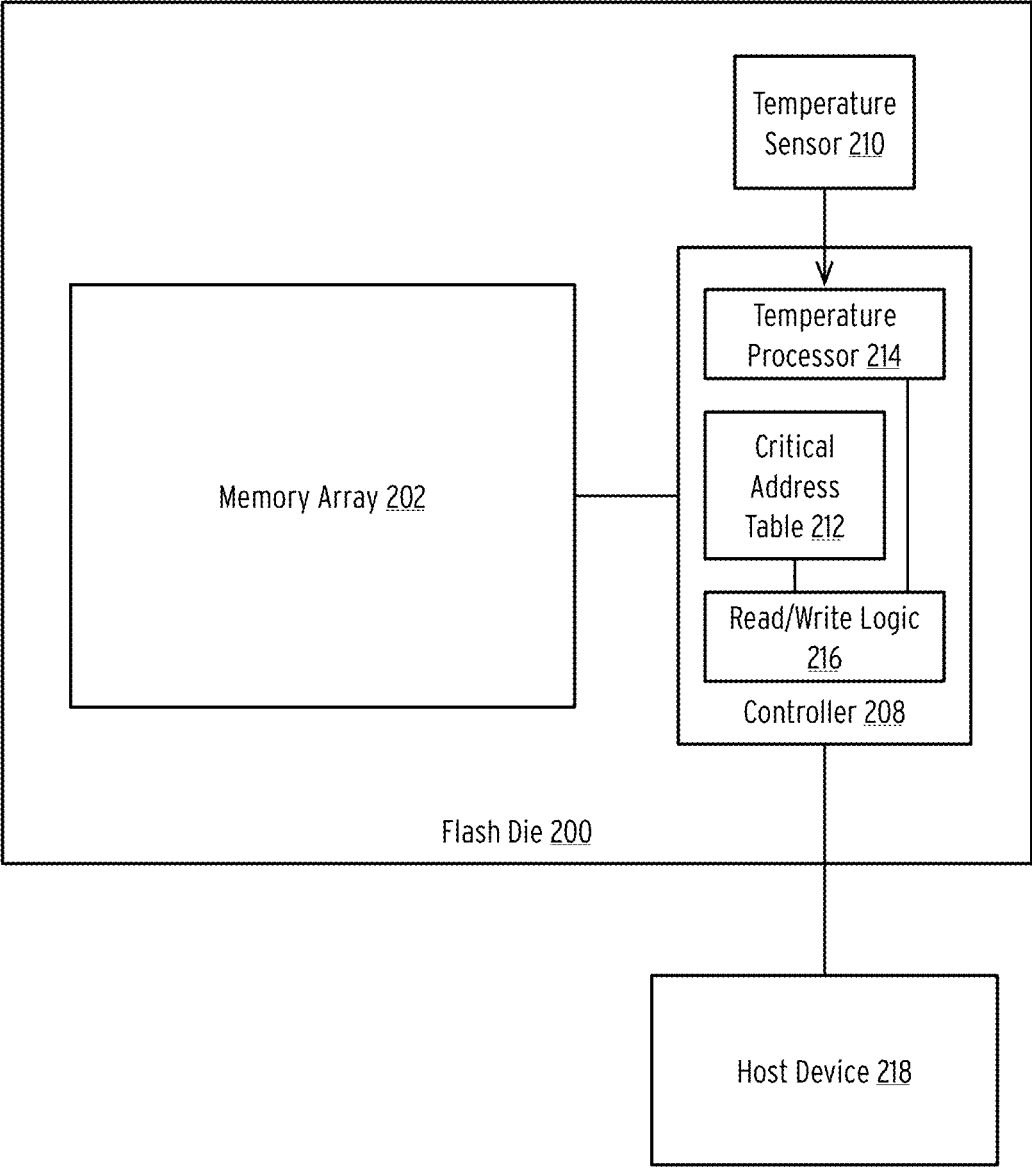 Temperature
Sensor 210
Temperature
Processor 214
Critical
Address
Table 212
Memory Array 202
Read/Write Logic
216
Controller 208
Flash Die 200
Host Device 218